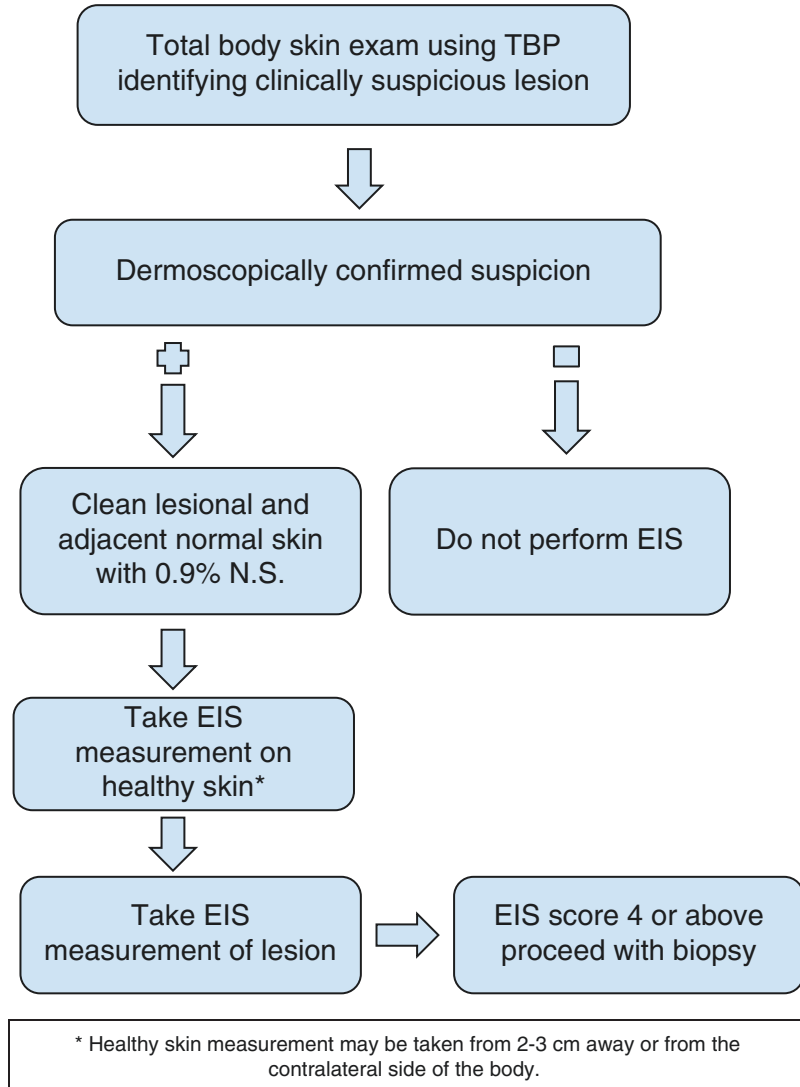 Total body skin exam using TBP
identifying clinically suspicious lesion
Dermoscopically confirmed suspicion
Clean lesional and
adjacent normal skin
with 0.9% N.S.
Do not perform EIS
Take EIS
measurement on
healthy skin*
Take EIS
measurement of lesion
EIS score 4 or above
proceed with biopsy
* Healthy skin measurement may be taken from 2-3 cm away or from the
contralateral side of the body.